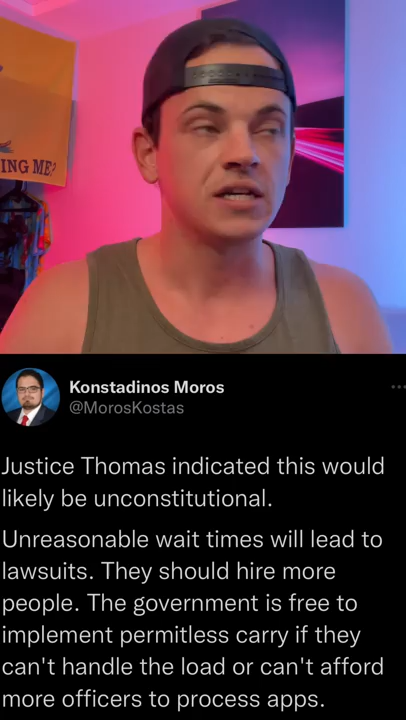 ING ME?
Konstadinos Moros
@MorosKostas
Justice Thomas indicated this would
likely be unconstitutional.
Unreasonable wait times will lead to
lawsuits. They should hire more
people. The government is free to
implement permitless carry if they
can't handle the load or can't afford
more officers to process apps.